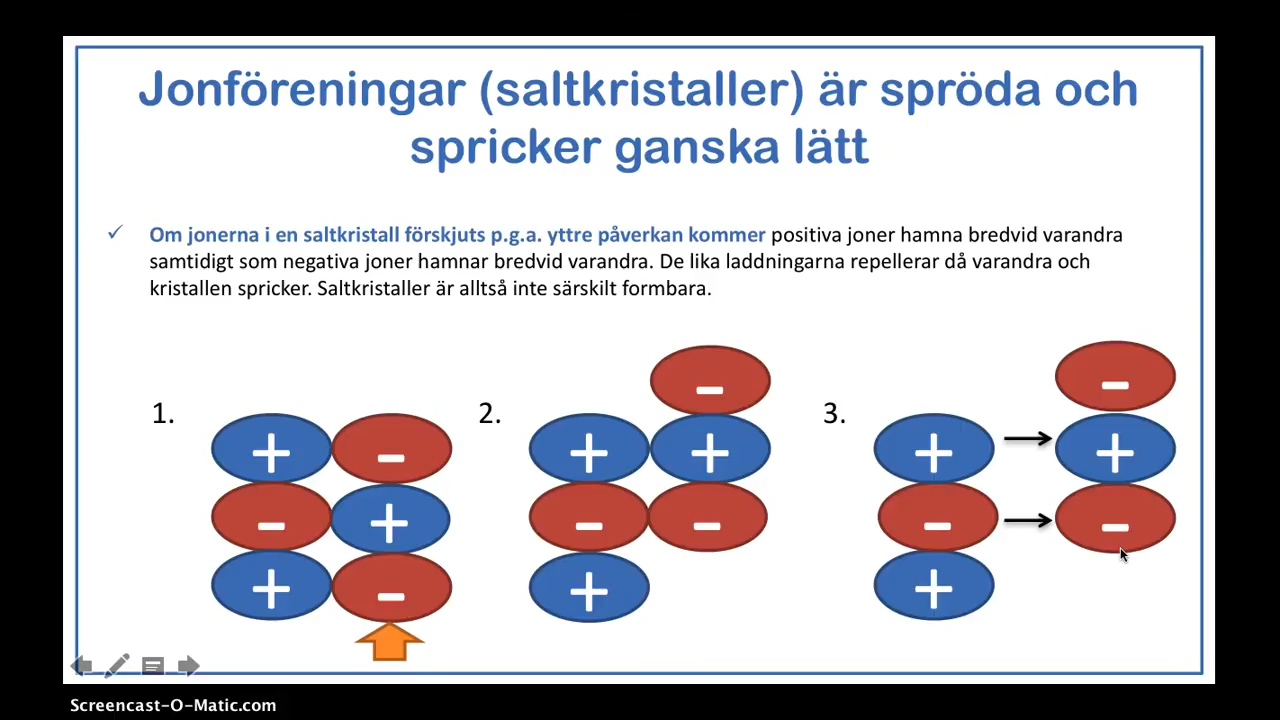 Jonföreningar (saltkristaller) är spröda och
spricker ganska lätt
✓ Om jonerna i en saltkristall förskjuts p.g.a. yttre påverkan kommer positiva joner hamna bredvid varandra
samtidigt som negativa joner hamnar bredvid varandra. De lika laddningarna repellerar då varandra och
kristallen spricker. Saltkristaller är alltså inte särskilt formbara.
1.
+ -
- +
+ -
2.
-
+ +
- -
+
3.
-
+ +
- -
+
Screencast-O-Matic.com